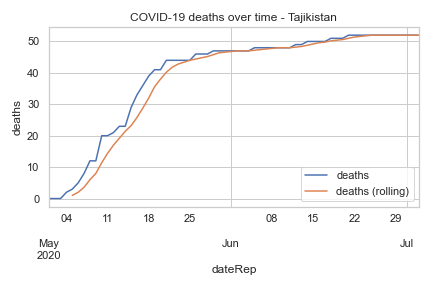 COVID-19 deaths over time - Tajikistan
deaths
50
40
30
20
10
0
deaths
deaths (rolling)
04 11 18 25 08 15 22 29
May Jun Jul
2020
dateRep